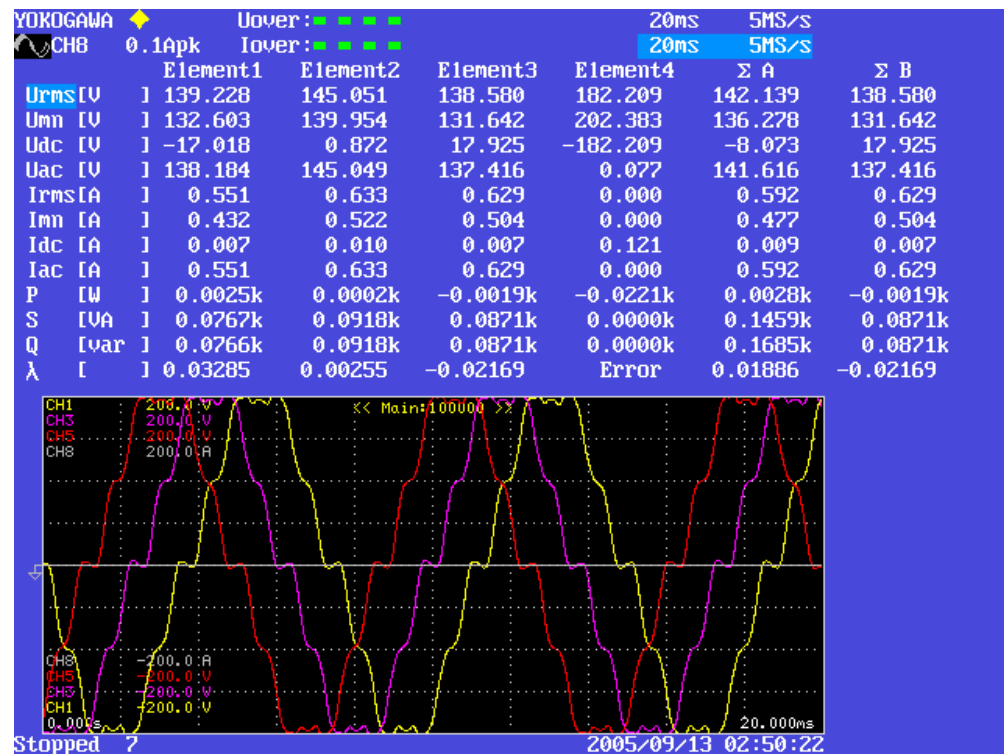 YOKOGAWA Uover: 20ms 5MS/s
CH8 0.1Apk Iover: 20ms 5MS/s
Element1 Element2 Element3 Element4 Σ A Σ B
Urms[V ] 139.228 145.051 138.580 182.209 142.139 138.580
Umn [V ] 132.603 139.954 131.642 202.383 136.278 131.642
Udc [V ] -17.018 0.872 17.925 -182.209 -8.073 17.925
Uac [V ] 138.184 145.049 137.416 0.077 141.616 137.416
Irms[A ] 0.551 0.633 0.629 0.000 0.592 0.629
Imn [A ] 0.432 0.522 0.504 0.000 0.477 0.504
Idc [A ] 0.007 0.010 0.007 0.121 0.009 0.007
Iac [A ] 0.551 0.633 0.629 0.000 0.592 0.629
P [W ] 0.0025k 0.0002k -0.0019k -0.0221k 0.0028k -0.0019k
S [VA ] 0.0767k 0.0918k 0.0871k 0.0000k 0.1459k 0.0871k
Q [var ] 0.0766k 0.0918k 0.0871k 0.0000k 0.1685k 0.0871k
λ [ ] 0.03285 0.00255 -0.02169 Error 0.01886 -0.02169
CH1 200.0 V << Main:100000 >>
CH3 200.0 V
CH5 200.0 V
CH8 200.0 A
CH8 -200.0 A
CH5 -200.0 V
CH3 -200.0 V
CH1 -200.0 V
0.000s 20.000ms
Stopped 7 2005/09/13 02:50:22